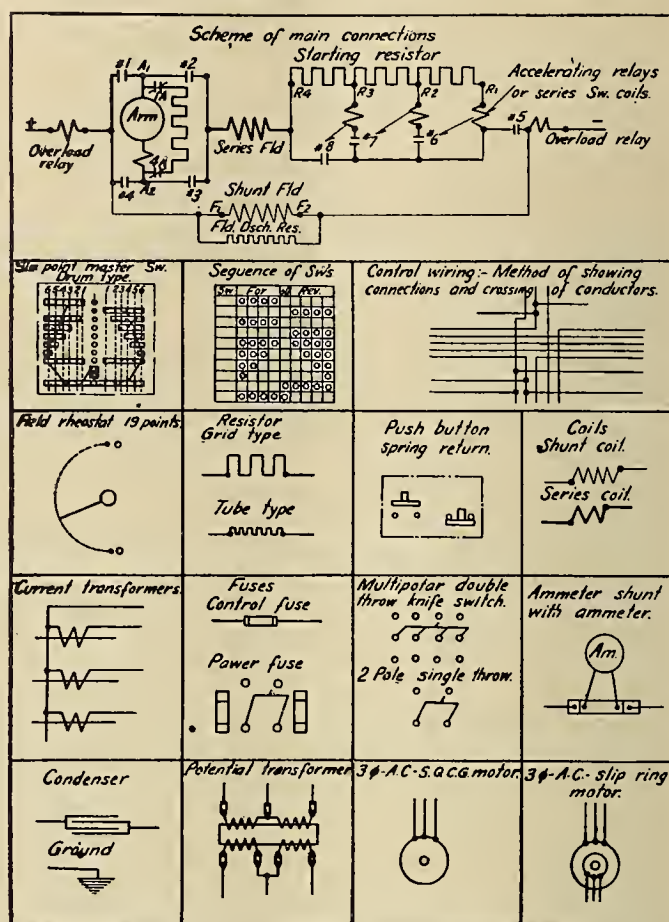 Scheme of main connections
Starting resistor
#1
A1
#2
1A
Arm
4A
#4
A2
#3
+
Overload relay
Series Fld
R4
R3
R2
R1
#8
#7
#6
#5
Accelerating relays
or series Sw. coils.
-
Overload relay
Shunt Fld
F1
F2
Fld. Dsch. Res.
point master Sw.
Drum type.
654321
123456
Sequence of Sw's
Sw.
For
Rev.
Control wiring:- Method of showing
connections and crossing of conductors.
Field rheostat 19 points.
Resistor
Grid type
Tube type
Push button
spring return.
Coils
Shunt coil.
Series coil.
Current transformers.
Fuses
Control fuse
Power fuse
Multipolar double
throw knife switch.
2 Pole single throw.
Ammeter shunt
with ammeter.
Am.
Condenser
Ground
Potential transformer
3φ-A.C-S.Q.C.G. motor.
3φ-A.C.- slip ring
motor.